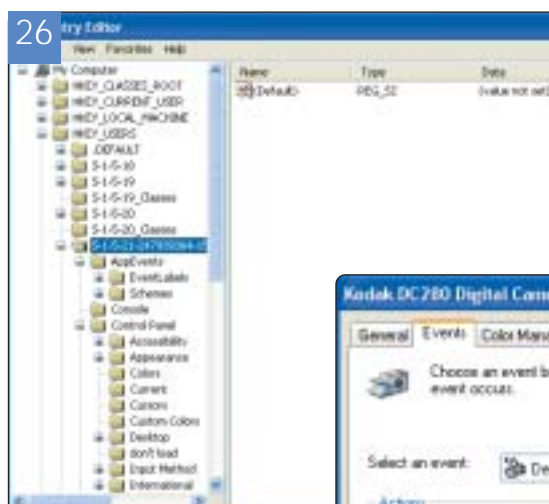 26
try Editor
View Favorites Help
My Computer
HKEY_CLASSES_ROOT
HKEY_CURRENT_USER
HKEY_LOCAL_MACHINE
HKEY_USERS
.DEFAULT
S-1-5-18
S-1-5-19
S-1-5-19_Classes
S-1-5-20
S-1-5-20_Classes
AppEvents
EventLabels
Schemes
Console
Control Panel
Accessibility
Appearance
Colors
Current
Cursors
Custom Colors
Desktop
don't load
Input Method
International
Name Type Data
(Default) REG_SZ (value not set)
Kodak DC280 Digital Cam
General Events Color Mana
Choose an event b
event occurs.
Select an event: De
Actions